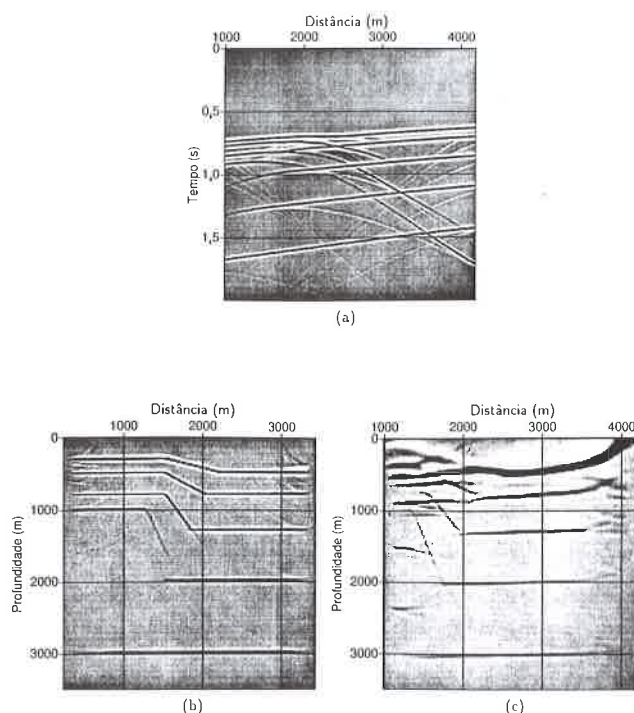 Distância (m)
1000 2000 3000 4000
0
0,5
1,0
1,5
Tempo (s)
(a)
Distância (m)
1000 2000 3000
0
1000
2000
3000
Profundidade (m)
(b)
Distância (m)
1000 2000 3000 4000
0
1000
2000
3000
Profundidade (m)
(c)